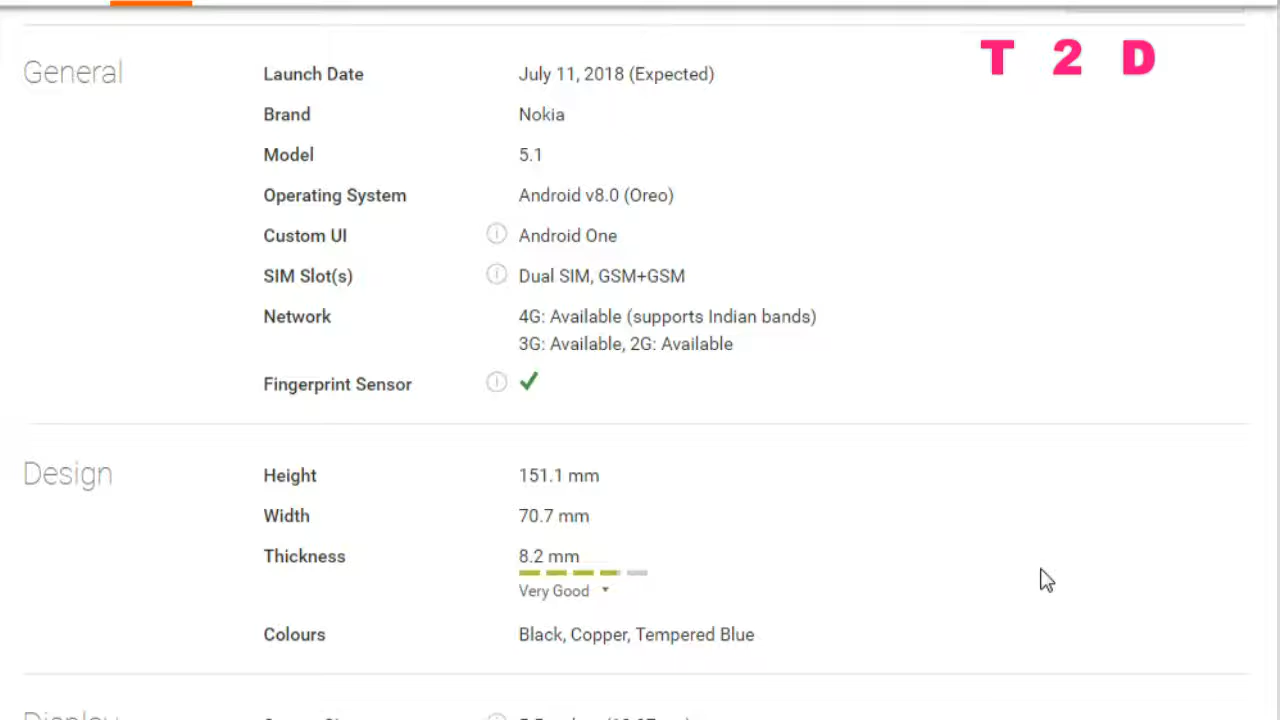 T 2 D
General
Launch Date July 11, 2018 (Expected)
Brand Nokia
Model 5.1
Operating System Android v8.0 (Oreo)
Custom UI Android One
SIM Slot(s) Dual SIM, GSM+GSM
Network 4G: Available (supports Indian bands)
3G: Available, 2G: Available
Fingerprint Sensor
Design
Height 151.1 mm
Width 70.7 mm
Thickness 8.2 mm
Very Good
Colours Black, Copper, Tempered Blue
Display